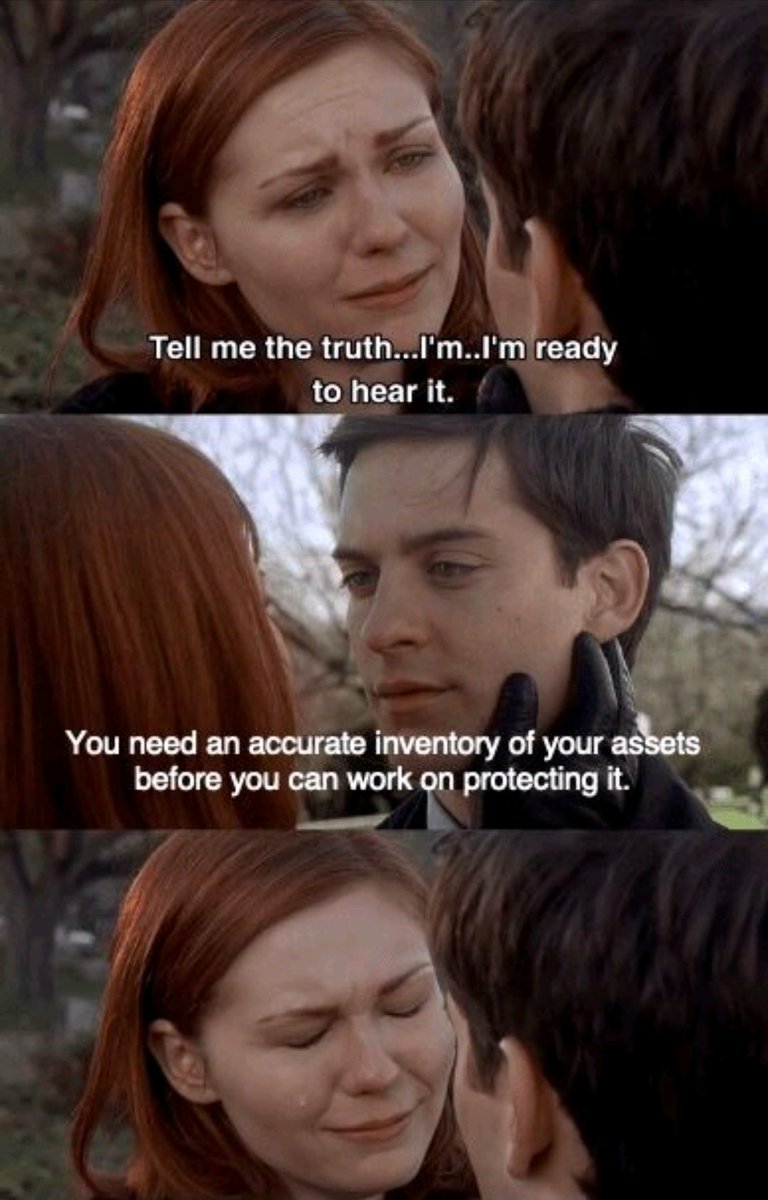 Tell me the truth...I'm..I'm ready
to hear it.
You need an accurate inventory of your assets
before you can work on protecting it.